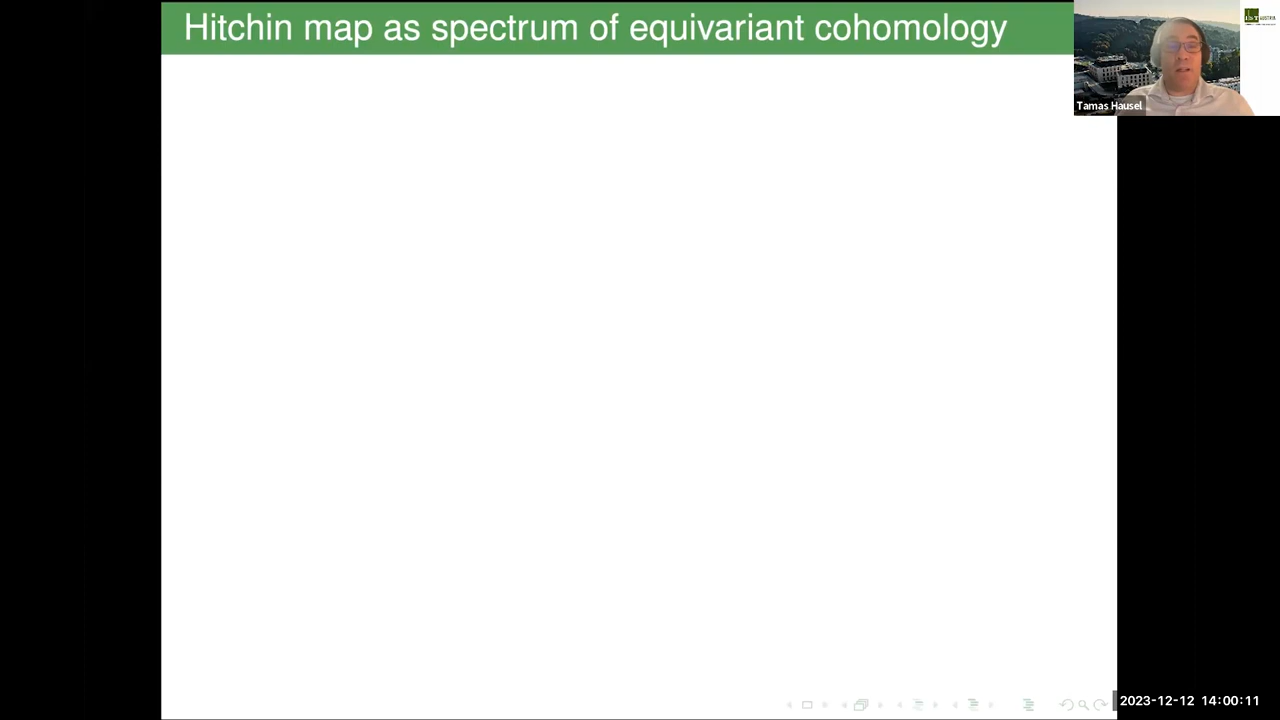 Hitchin map as spectrum of equivariant cohomology
Tamas Hausel
2023-12-12 14:00:11